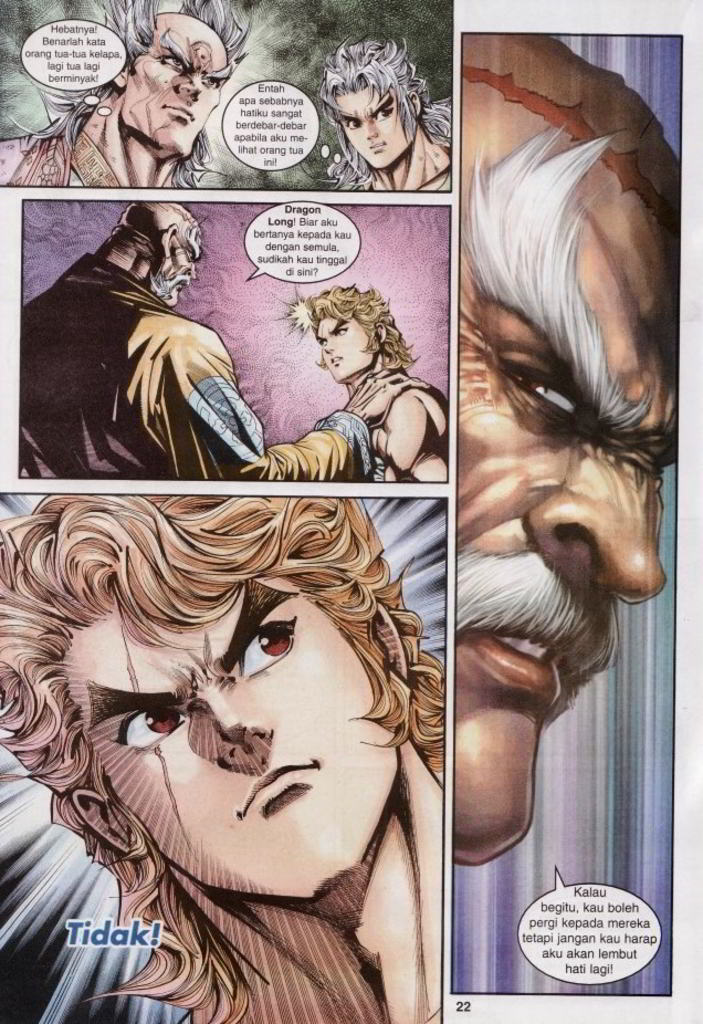 Hebatnya!
Benarlah kata
orang tua-tua kelapa,
lagi tua lagi
berminyak!
Entah
apa sebabnya
hatiku sangat
berdebar-debar
apabila aku me-
lihat orang tua
ini!
Dragon
Long! Biar aku
bertanya kepada kau
dengan semula,
sudikah kau tinggal
di sini?
Tidak!
Kalau
begitu, kau boleh
pergi kepada mereka
tetapi jangan kau harap
aku akan lembut
hati lagi!
22